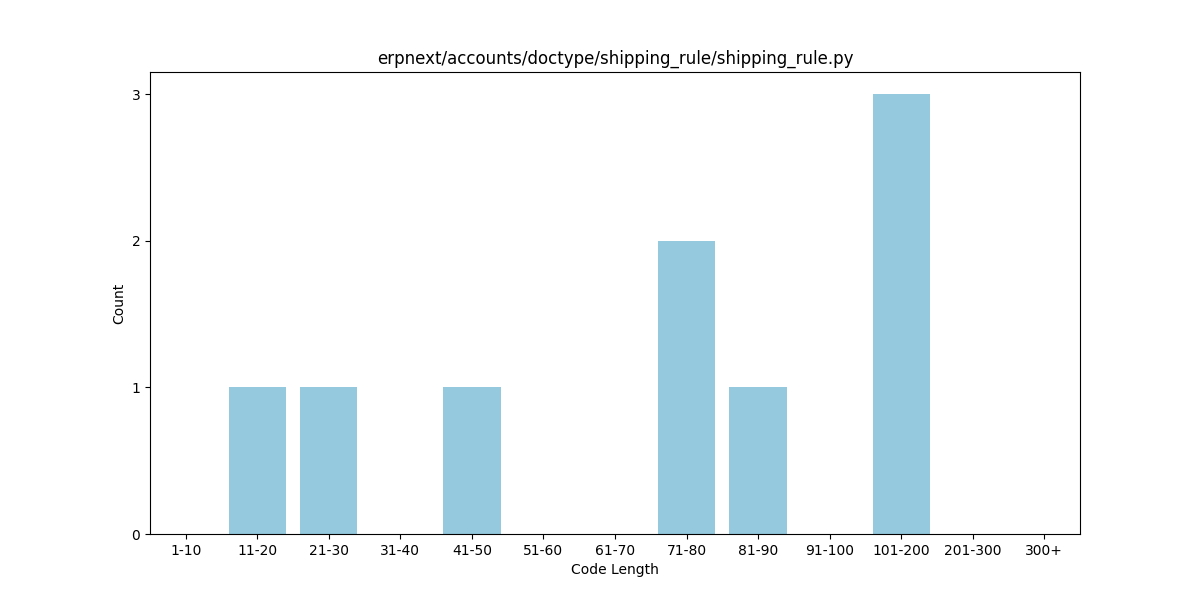 erpnext/accounts/doctype/shipping_rule/shipping_rule.py
Count
3
2
1
0
1-10 11-20 21-30 31-40 41-50 51-60 61-70 71-80 81-90 91-100 101-200 201-300 300+
Code Length